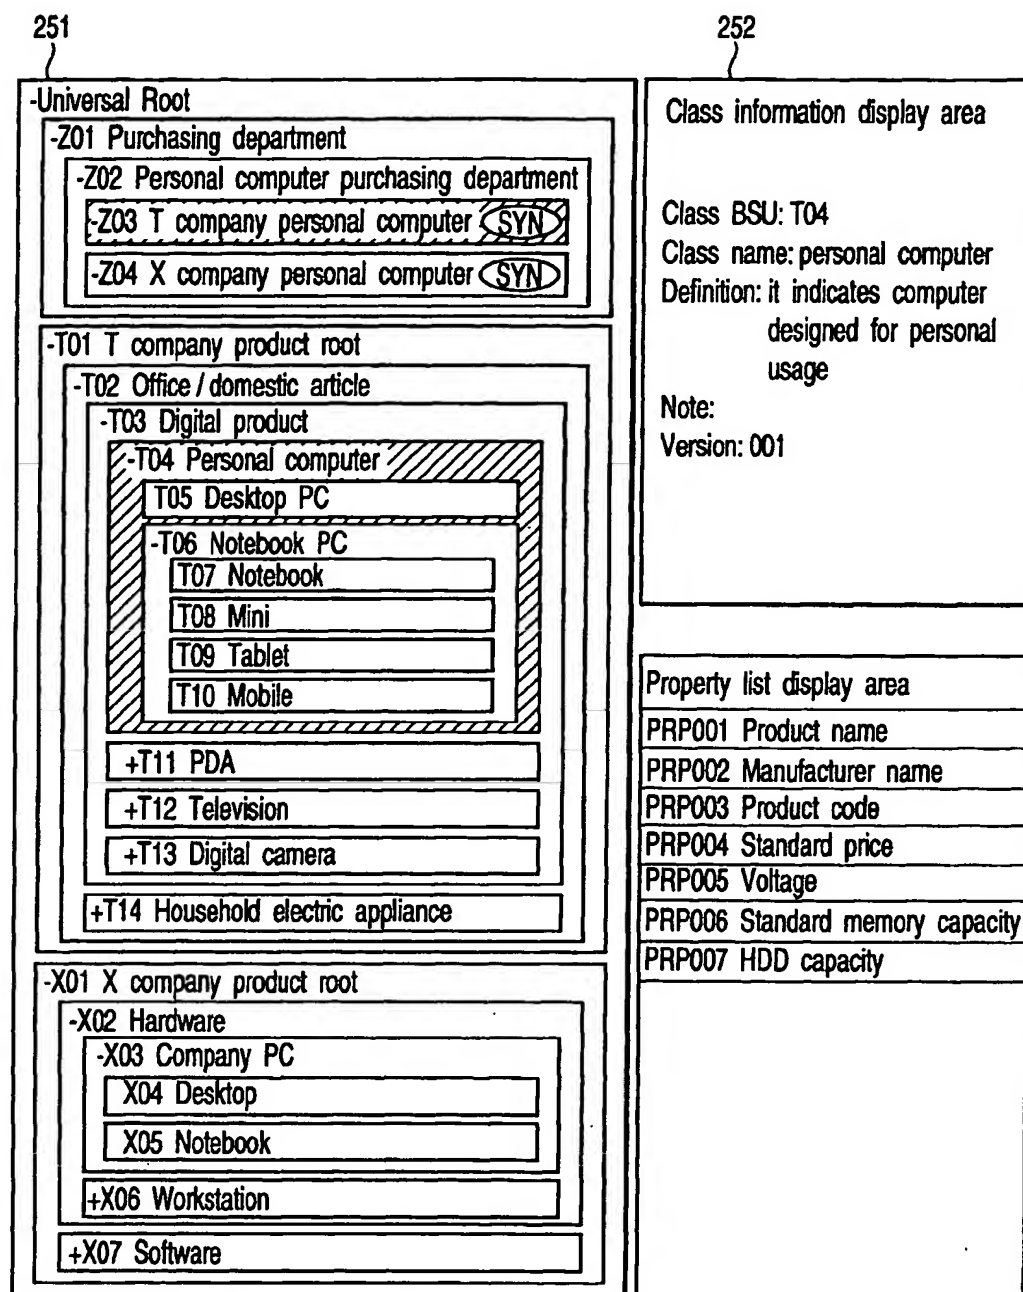 251
-Universal Root
-Z01 Purchasing department
-Z02 Personal computer purchasing department
-Z03 T company personal computer SYN
-Z04 X company personal computer SYN
-T01 T company product root
-T02 Office / domestic article
-T03 Digital product
-T04 Personal computer
T05 Desktop PC
-T06 Notebook PC
T07 Notebook
T08 Mini
T09 Tablet
T10 Mobile
+T11 PDA
+T12 Television
+T13 Digital camera
+T14 Household electric appliance
-X01 X company product root
-X02 Hardware
-X03 Company PC
X04 Desktop
X05 Notebook
+X06 Workstation
+X07 Software
252
Class information display area
Class BSU: T04
Class name: personal computer
Definition: it indicates computer
designed for personal
usage
Note:
Version: 001
Property list display area
PRP001 Product name
PRP002 Manufacturer name
PRP003 Product code
PRP004 Standard price
PRP005 Voltage
PRP006 Standard memory capacity
PRP007 HDD capacity